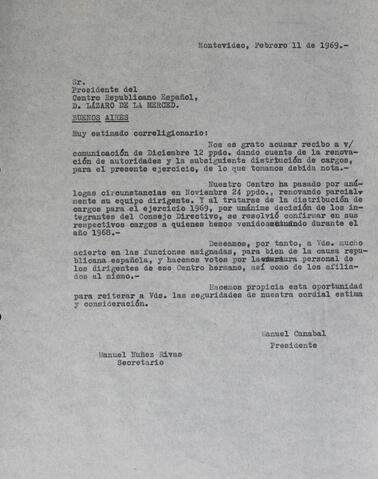 Montevideo, Febrero 11 de 1969.-
Sr.
Presidente del
Centro Republicano Español,
D. LÁZARO DE LA MERCED.
BUENOS AIRES
Muy estimado correligionario:
Nos es grato acusar recibo a v/
comunicación de Diciembre 12 ppdo. dando cuenta de la renova-
ción de autoridades y la subsiguiente distribución de cargos,
para el presente ejercicio, de lo que tomamos debida nota.-
Nuestro Centro ha pasado por aná-
logas circunstancias en Noviembre 24 ppdo., renovando parcial-
mente su equipo dirigente. Y al tratarse de la distribución de
cargos para el ejercicio 1969, por unánime decisión de los in-
tegrantes del Consejo Directivo, se resolvió confirmar en sus
respectivos cargos a quienes hemos venido actuando durante el
año 1968.-
Deseamos, por tanto, a Vds. mucho
acierto en las funciones asignadas, para bien de la causa repu-
blicana española, y hacemos votos por la ventura personal de
los dirigentes de ese Centro hermano, así como de los afilia-
dos al mismo.-
Hacemos propicia esta oportunidad
para reiterar a Vds. las seguridades de nuestra cordial estima
y consideración.
Manuel Canabal
Presidente
Manuel Nuñez Rivas
Secretario